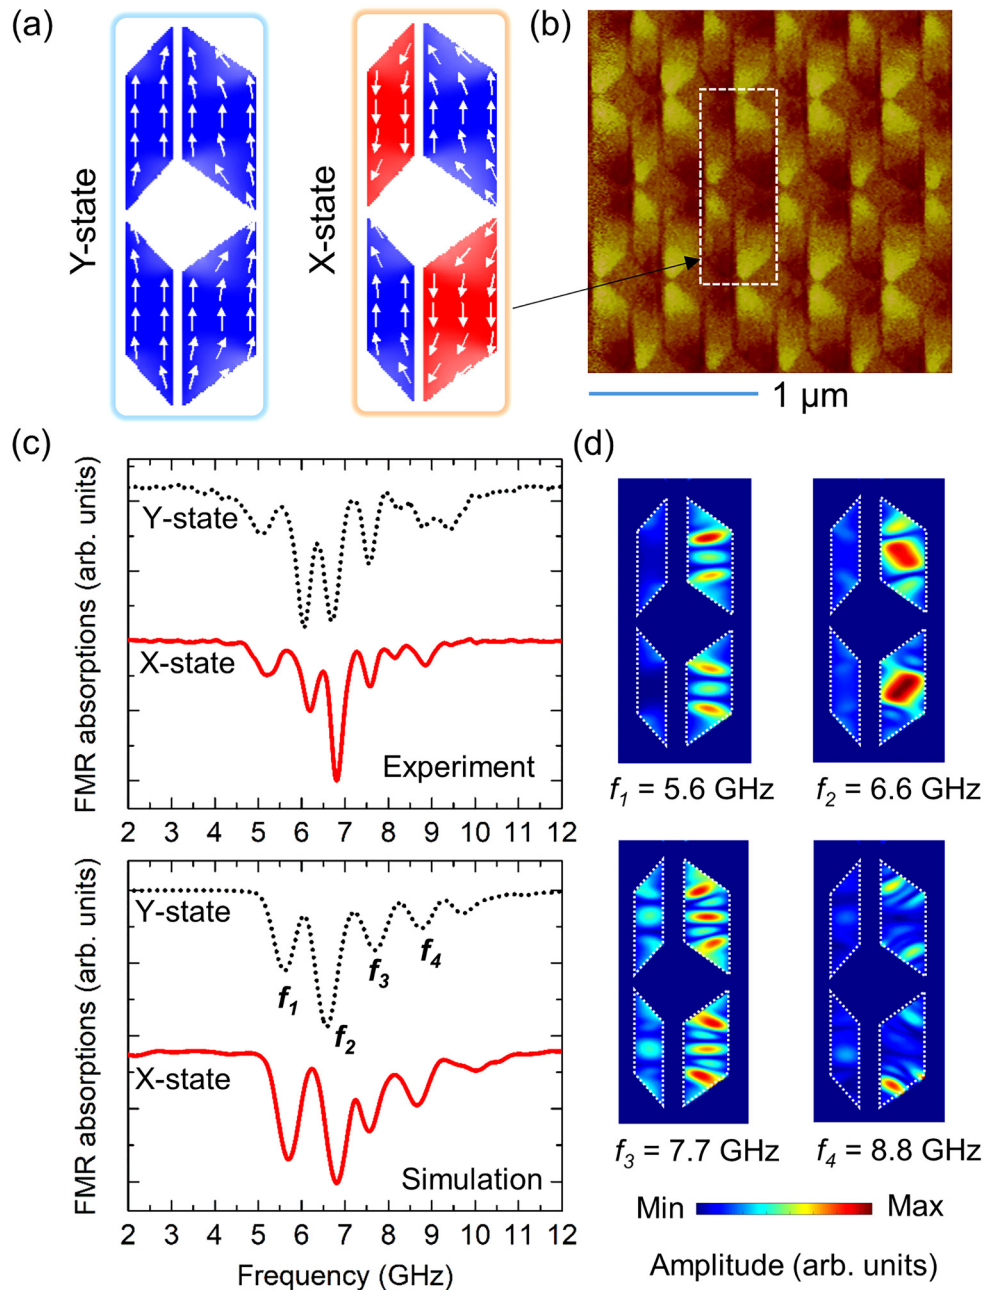 (a)
Y-state
X-state
(b)
1 μm
(c)
FMR absorptions (arb. units)
Y-state
X-state
Experiment
2 3 4 5 6 7 8 9 10 11 12
FMR absorptions (arb. units)
Y-state
f1
f2
f3
f4
X-state
Simulation
2 3 4 5 6 7 8 9 10 11 12
Frequency (GHz)
(d)
f1 = 5.6 GHz
f2 = 6.6 GHz
f3 = 7.7 GHz
f4 = 8.8 GHz
Min Max
Amplitude (arb. units)